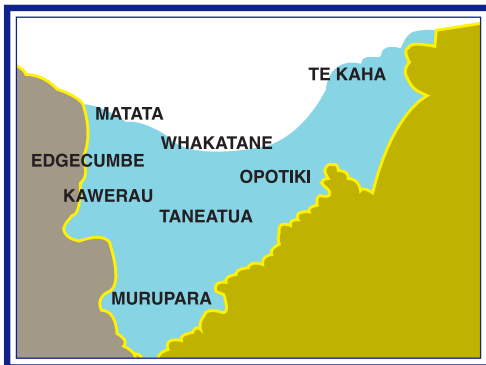 TE KAHA
MATATA
WHAKATANE
EDGECUMBE
OPOTIKI
KAWERAU
TANEATUA
MURUPARA